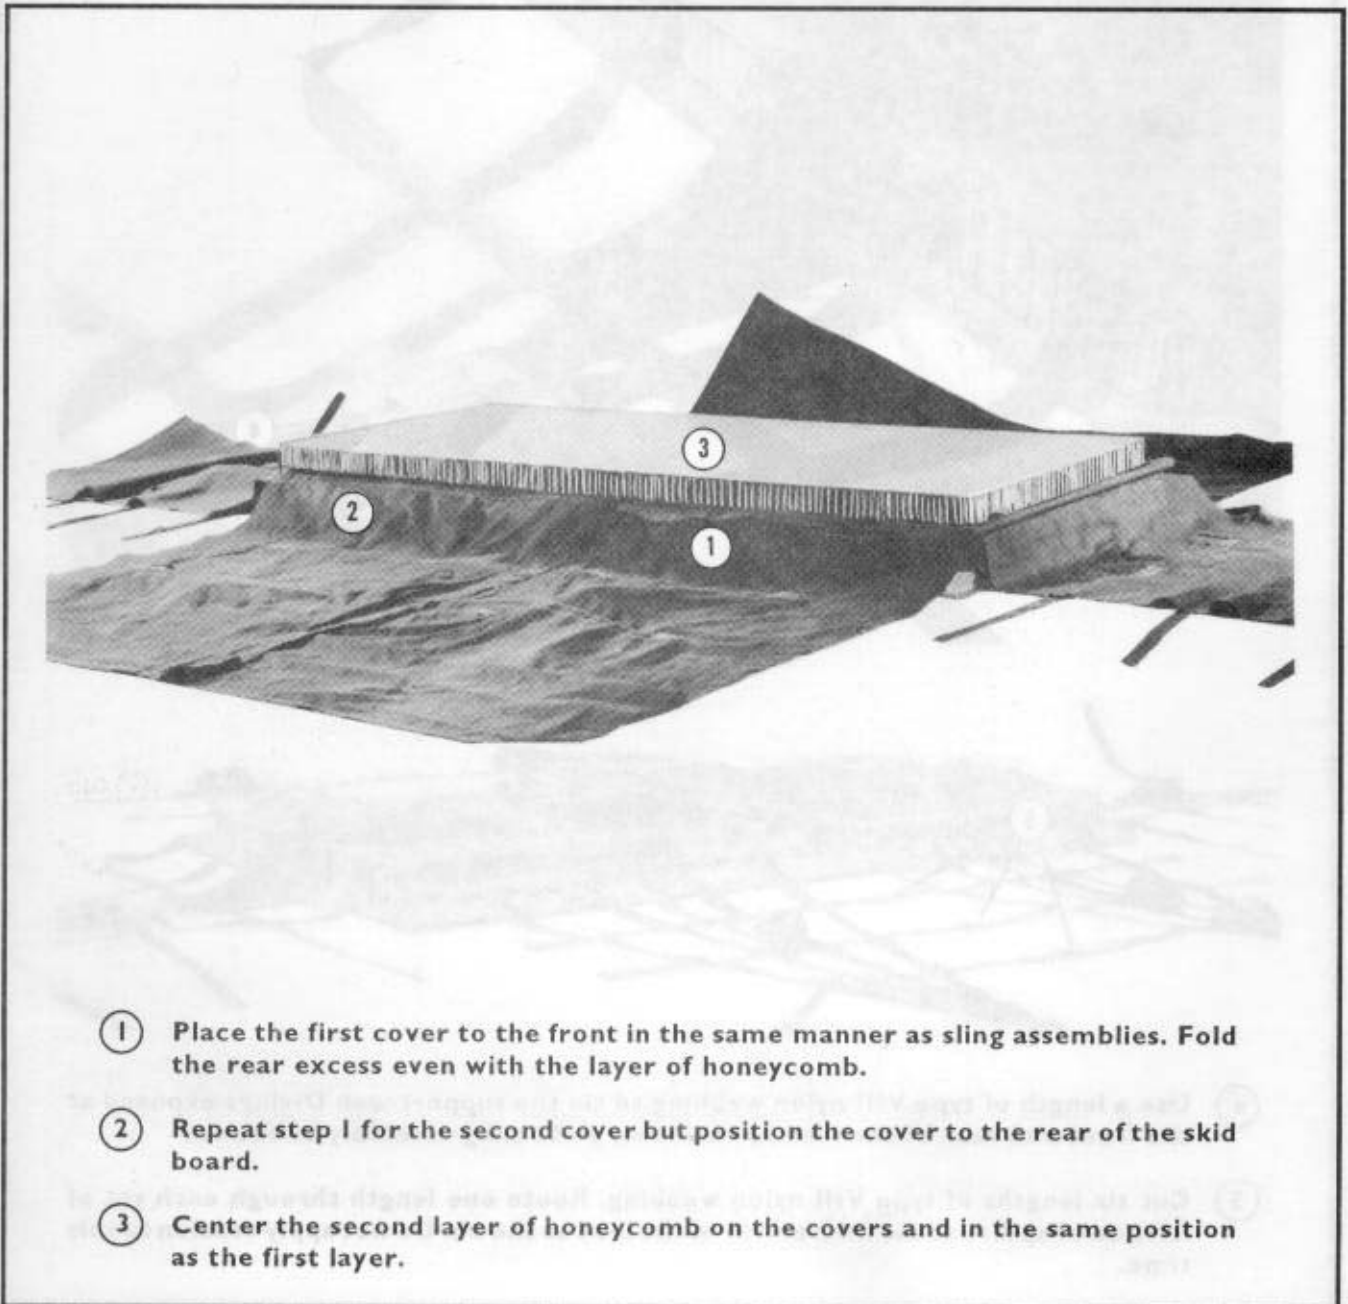 3
2
1
1 Place the first cover to the front in the same manner as sling assemblies. Fold
the rear excess even with the layer of honeycomb.
2 Repeat step 1 for the second cover but position the cover to the rear of the skid
board.
3 Center the second layer of honeycomb on the covers and in the same position
as the first layer.